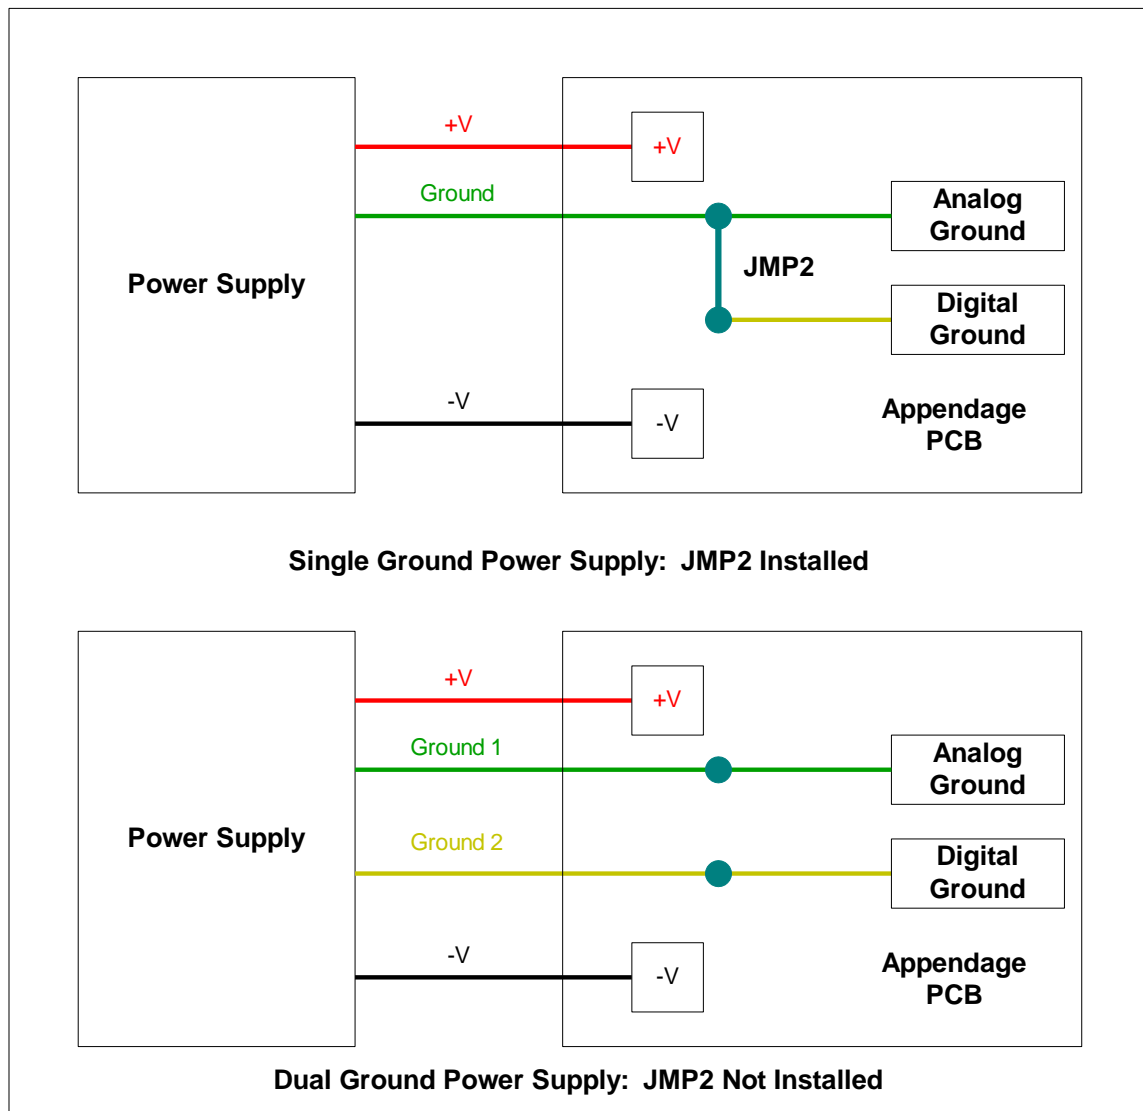 +V
+V
Ground
Analog
Ground
Power Supply
JMP2
Digital
Ground
-V
-V
Appendage
PCB
Single Ground Power Supply:  JMP2 Installed
+V
+V
Ground 1
Analog
Ground
Power Supply
Ground 2
Digital
Ground
-V
-V
Appendage
PCB
Dual Ground Power Supply:  JMP2 Not Installed